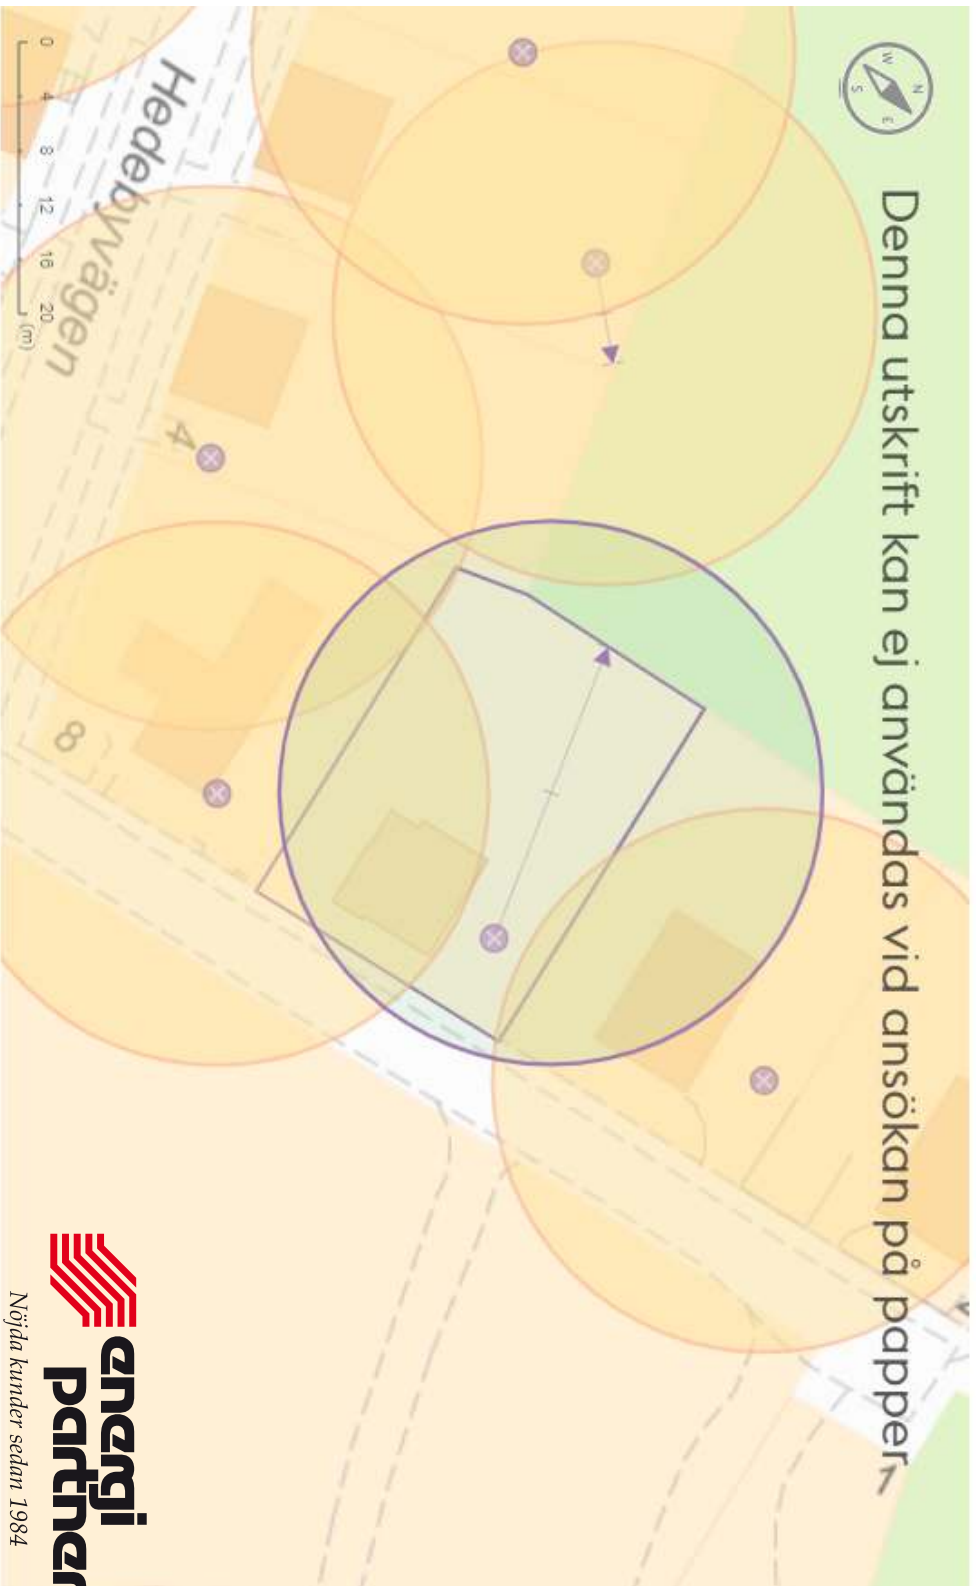 Denna utskrift kan ej användas vid ansökan på papper
N
W
E
S
Hedebyvägen
4
8
0 4 8 12 16 20 (m)
energi
partner
Nöjda kunder sedan 1984